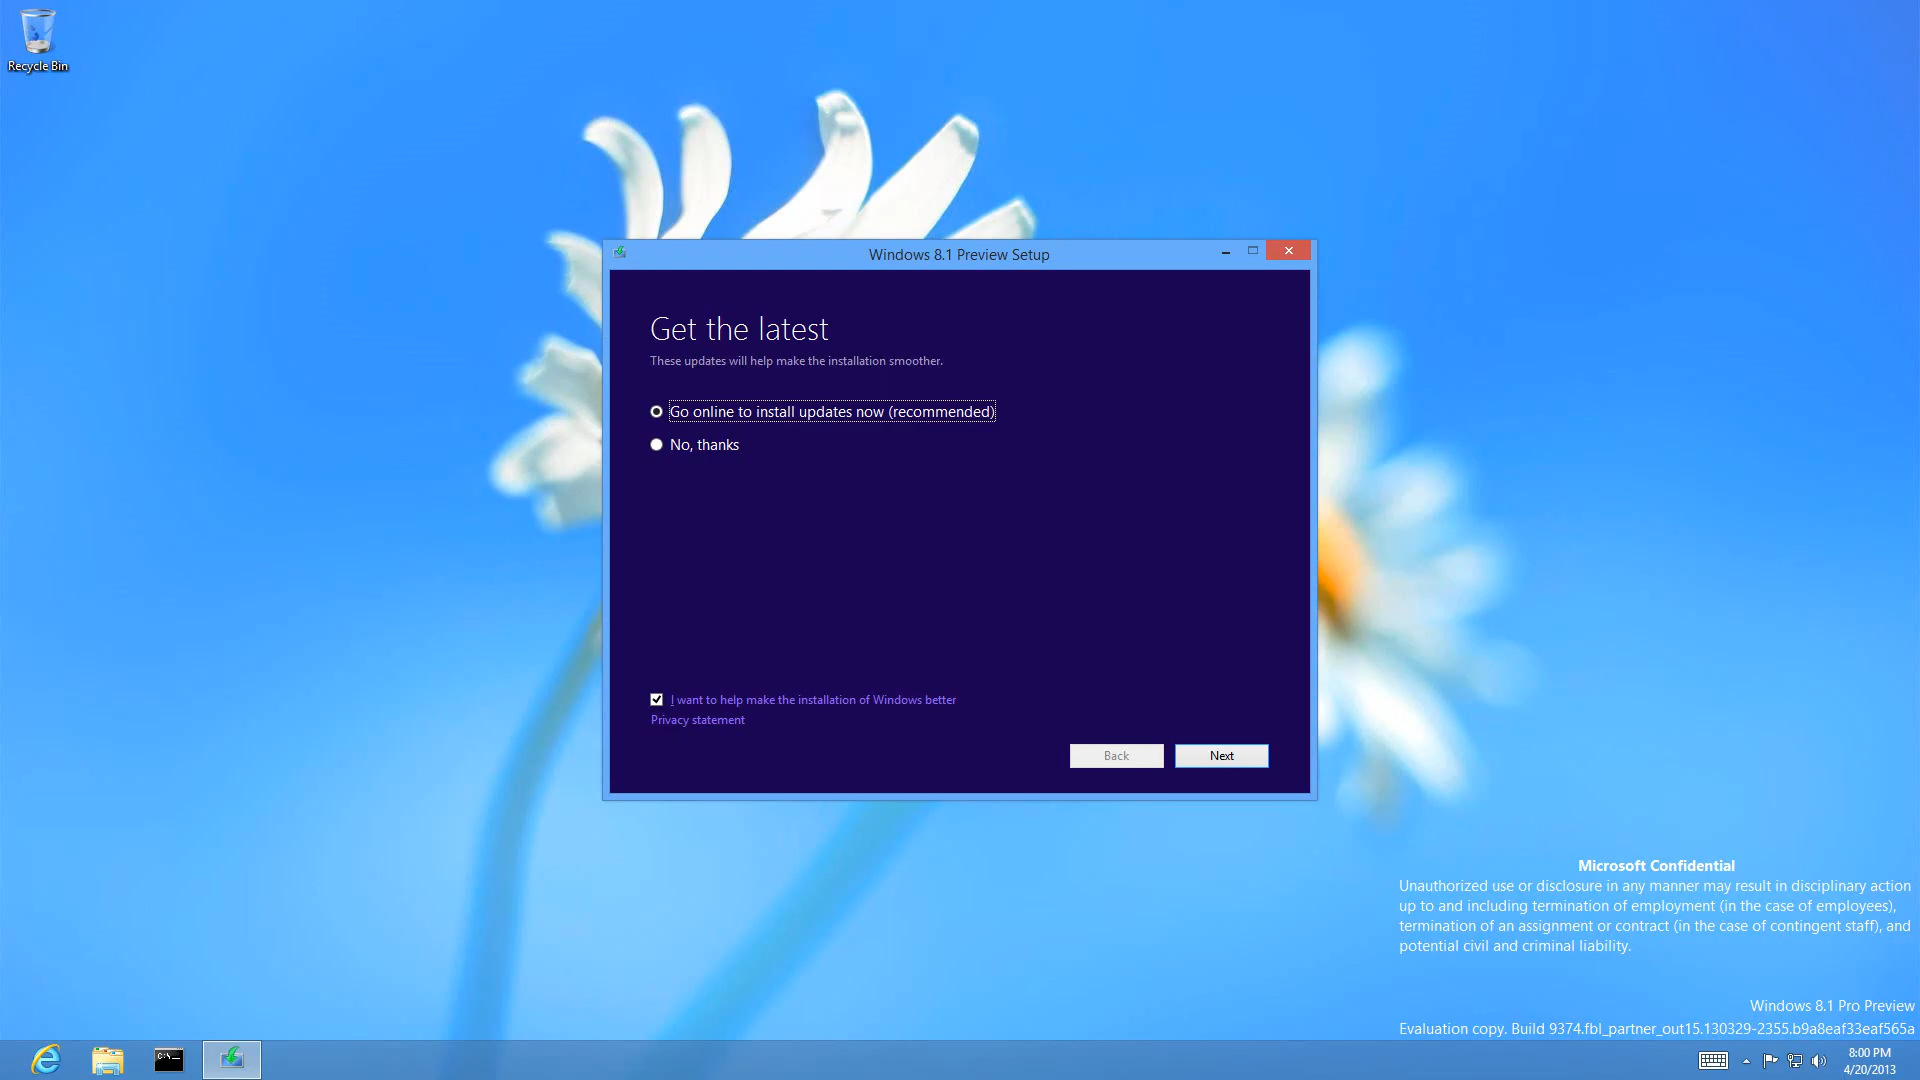 Recycle Bin
Windows 8.1 Preview Setup
Get the latest
These updates will help make the installation smoother.
Go online to install updates now (recommended)
No, thanks
I want to help make the installation of Windows better
Privacy statement
Back
Next
Microsoft Confidential
Unauthorized use or disclosure in any manner may result in disciplinary action
up to and including termination of employment (in the case of employees),
termination of an assignment or contract (in the case of contingent staff), and
potential civil and criminal liability.
Windows 8.1 Pro Preview
Evaluation copy. Build 9374.fbl_partner_out15.130329-2355.b9a8eaf33eaf565a
C:\_
8:00 PM
4/20/2013